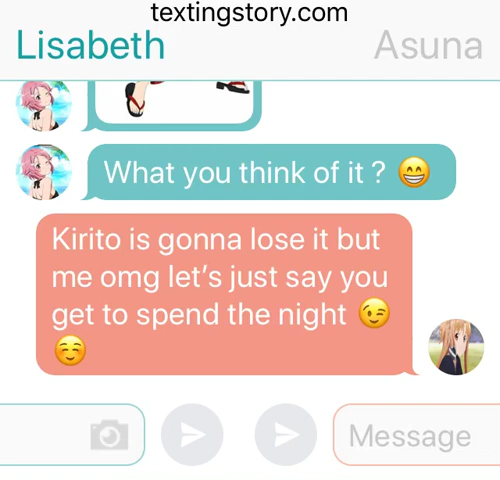 textingstory.com
Lisabeth
Asuna
What you think of it ? 😁
Kirito is gonna lose it but
me omg let’s just say you
get to spend the night 😉
☺️
Message